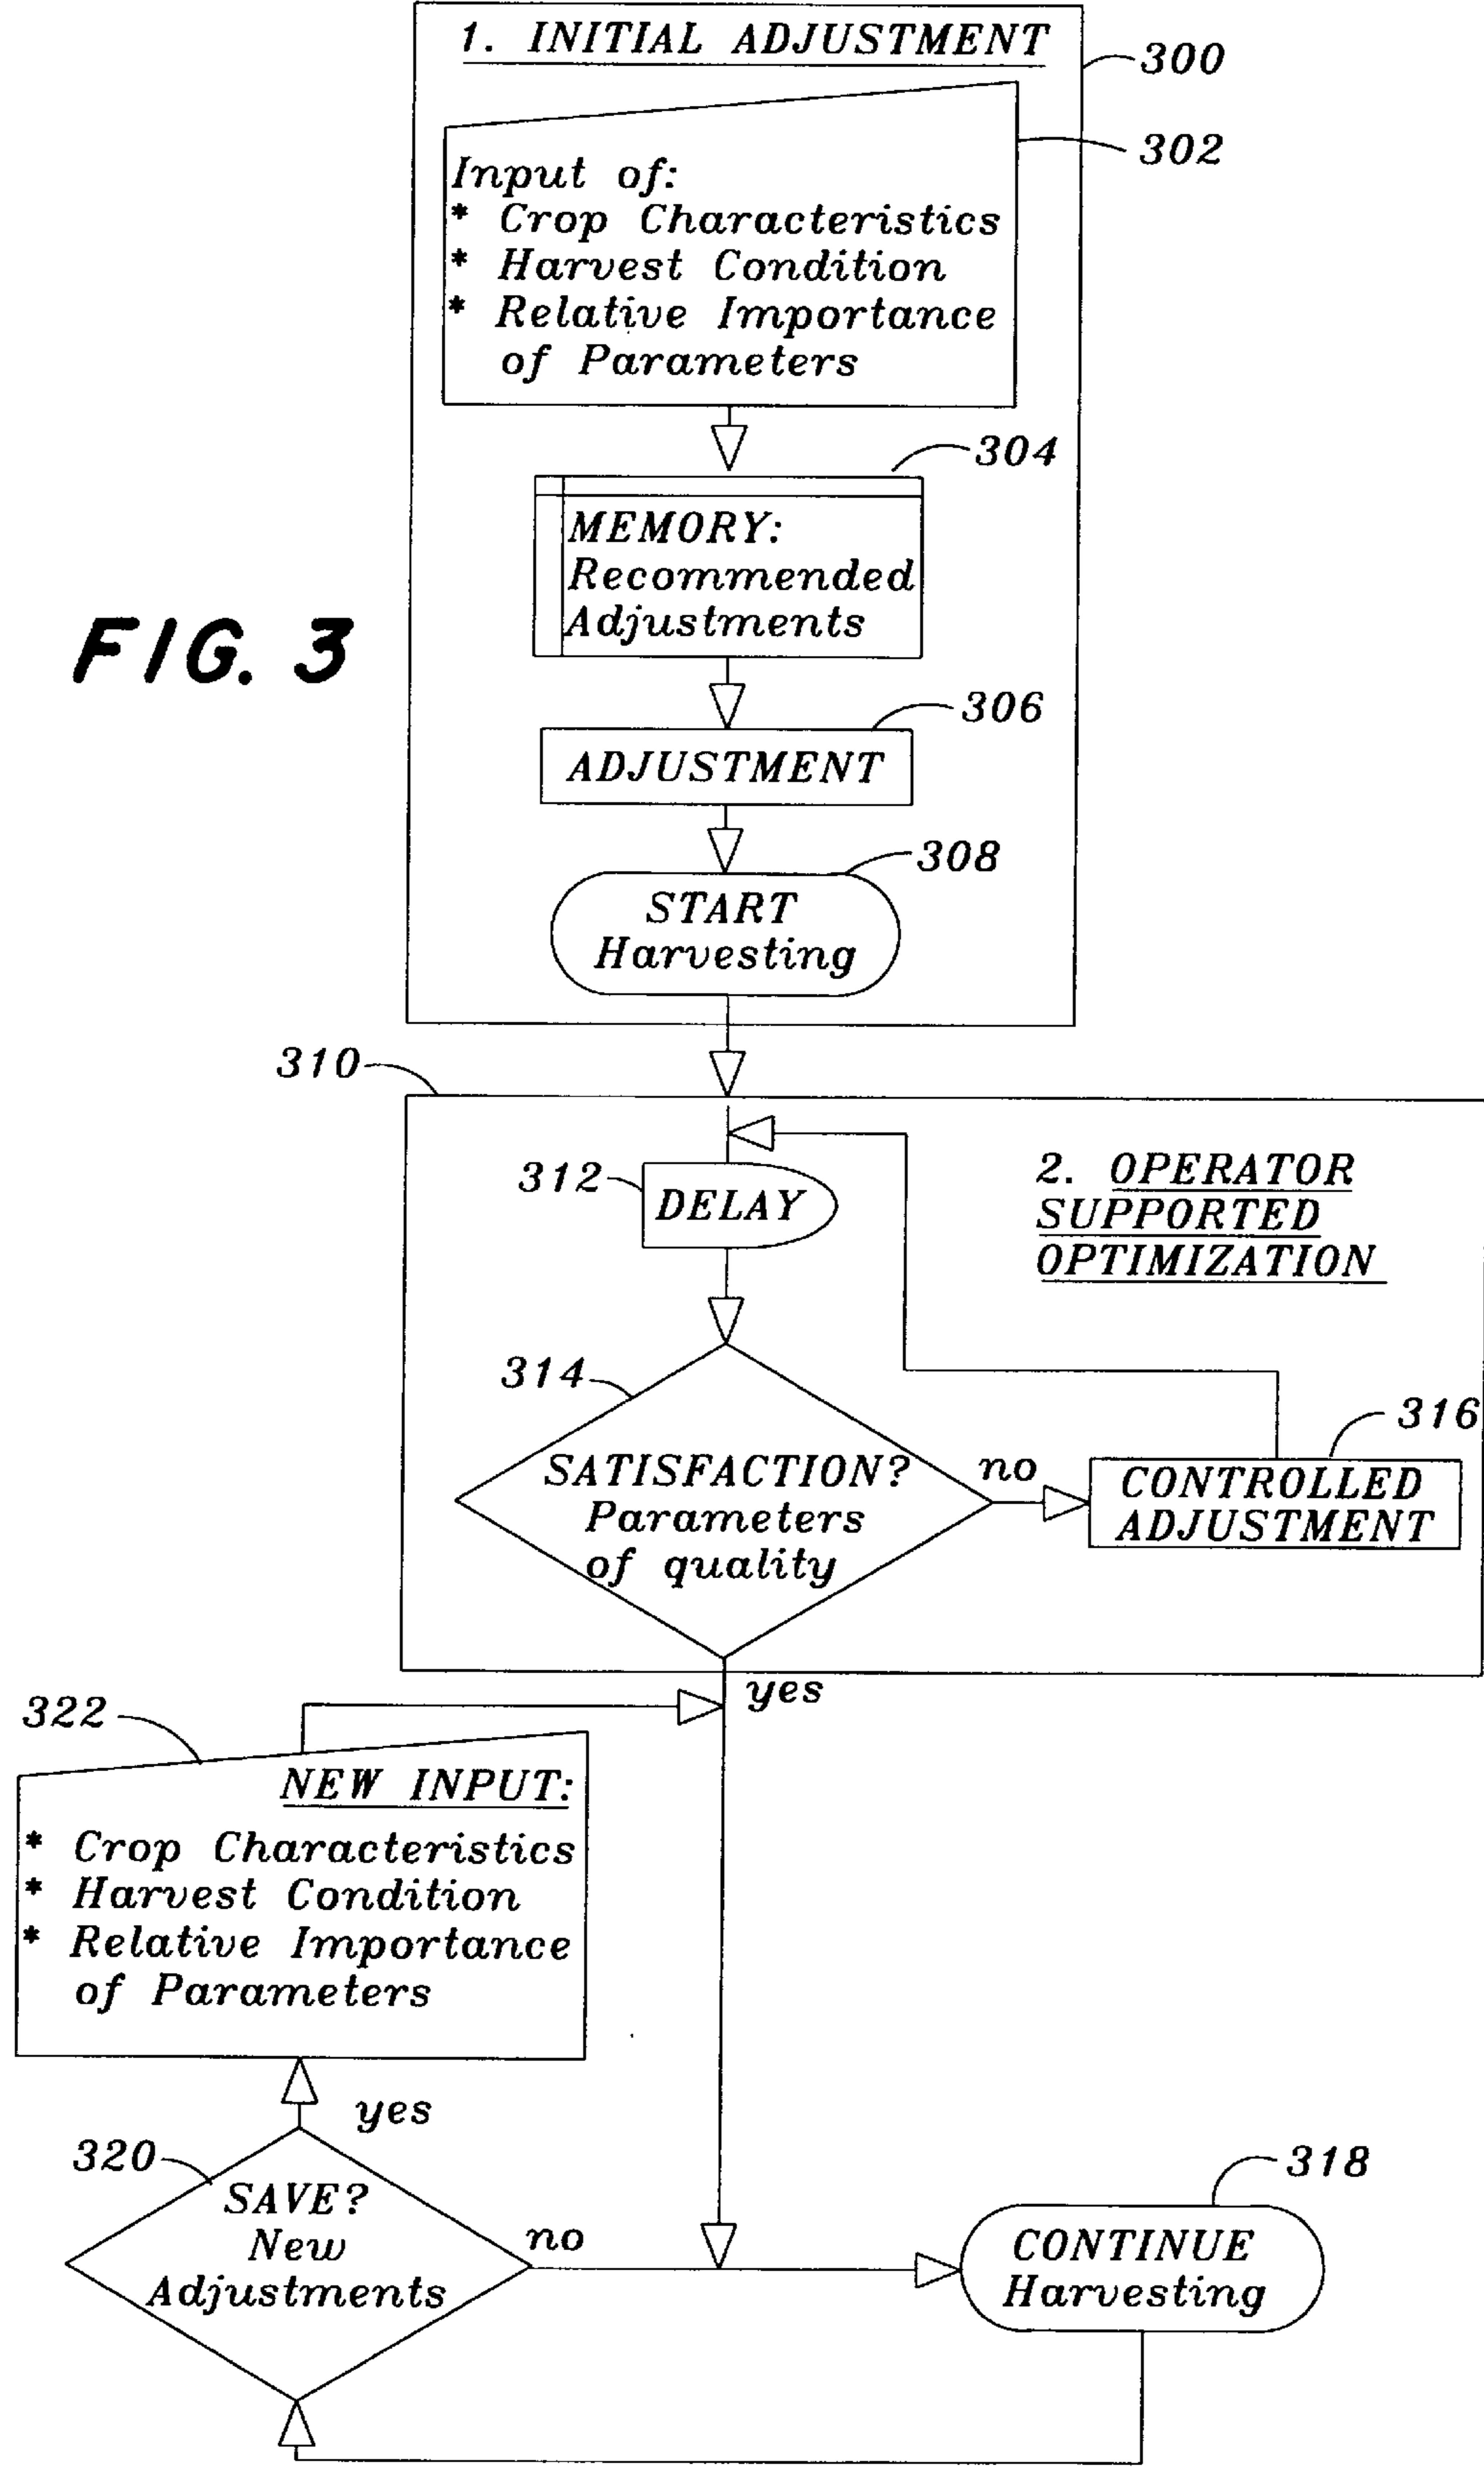 1. INITIAL ADJUSTMENT
300
302
Input of:
* Crop Characteristics
* Harvest Condition
* Relative Importance
of Parameters
304
MEMORY:
Recommended
Adjustments
FIG. 3
306
ADJUSTMENT
308
START
Harvesting
310
312
DELAY
2. OPERATOR
SUPPORTED
OPTIMIZATION
314
SATISFACTION?
Parameters
of quality
no
316
CONTROLLED
ADJUSTMENT
yes
322
NEW INPUT:
* Crop Characteristics
* Harvest Condition
* Relative Importance
of Parameters
yes
320
SAVE?
New
Adjustments
no
318
CONTINUE
Harvesting